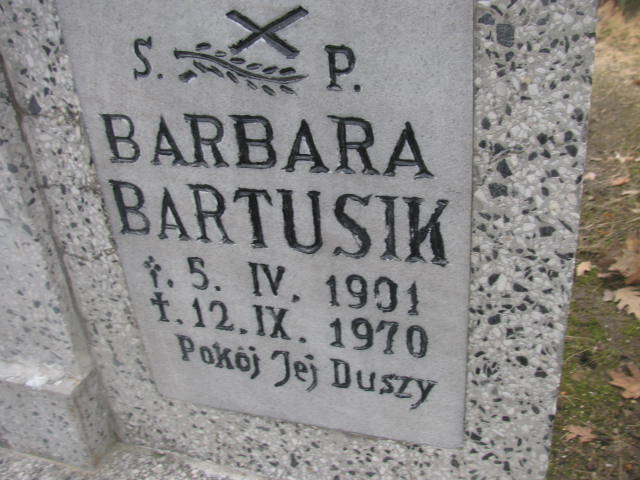 S. P.
BARBARA
BARTUSIK
*. 5. IV. 1901
†. 12. IX. 1970
Pokój Jej Duszy